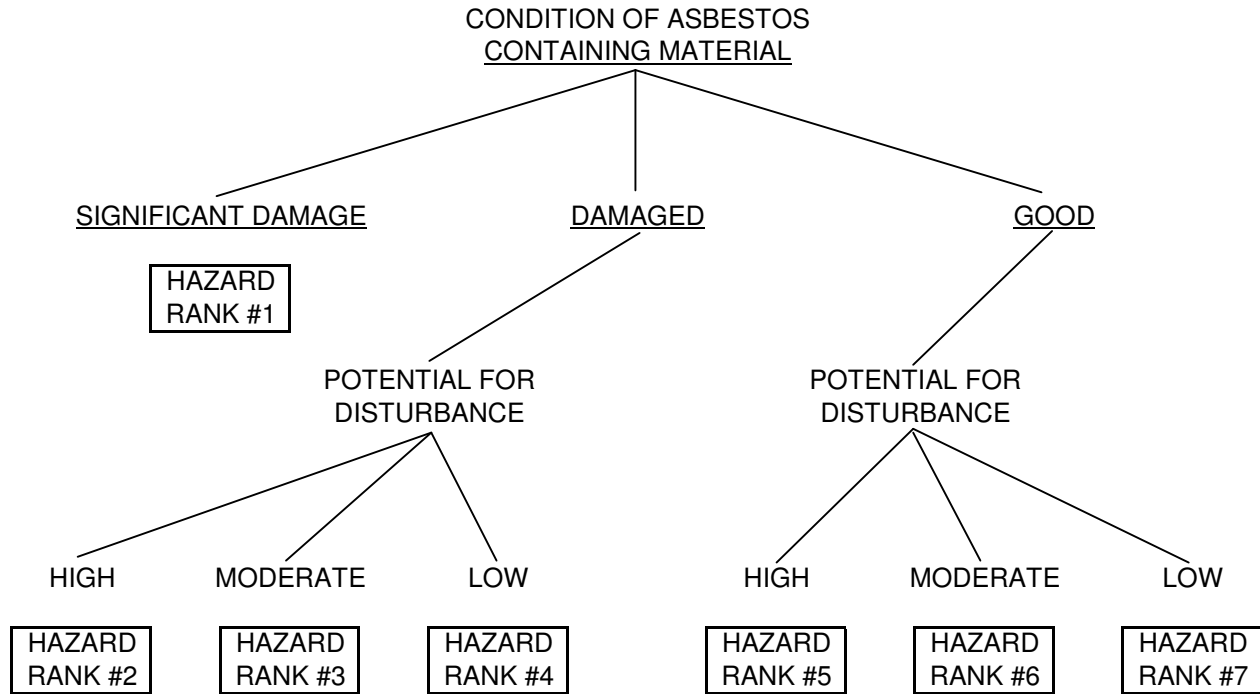 CONDITION OF ASBESTOS
CONTAINING MATERIAL
SIGNIFICANT DAMAGE
DAMAGED
GOOD
HAZARD
RANK #1
POTENTIAL FOR
DISTURBANCE
POTENTIAL FOR
DISTURBANCE
HIGH
MODERATE
LOW
HIGH
MODERATE
LOW
HAZARD
RANK #2
HAZARD
RANK #3
HAZARD
RANK #4
HAZARD
RANK #5
HAZARD
RANK #6
HAZARD
RANK #7